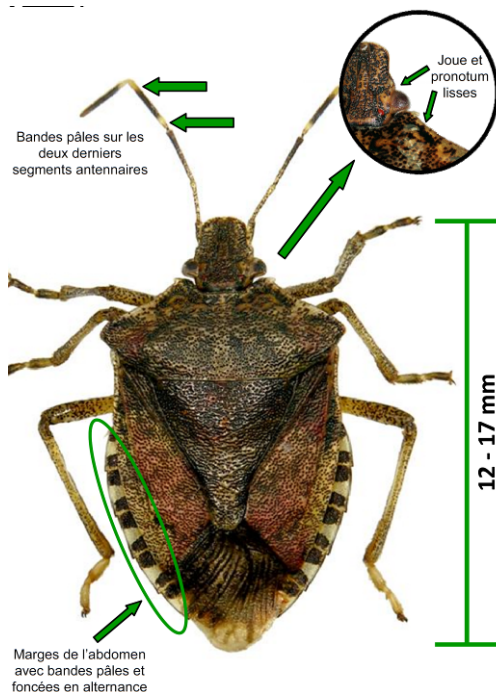 Joue et
pronotum
lisses
Bandes pâles sur les
deux derniers
segments antennaires
12 - 17 mm
Marges de l'abdomen
avec bandes pâles et
foncées en alternance